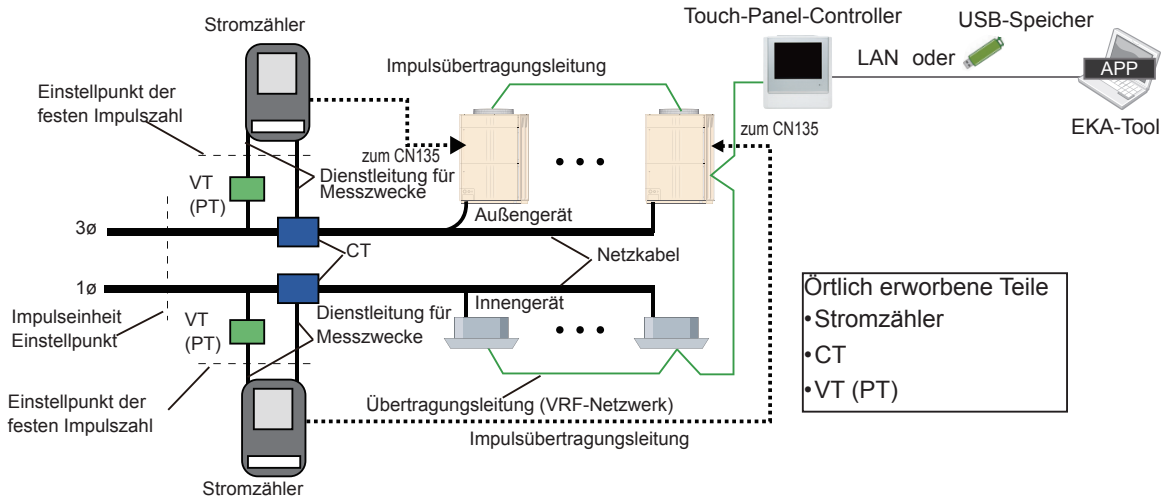 Stromzähler
Touch-Panel-Controller
USB-Speicher
LAN oder
APP
EKA-Tool
Impulsübertragungsleitung
Einstellpunkt der
festen Impulszahl
zum CN135
zum CN135
VT
(PT)
Dienstleitung für
Messzwecke
Außengerät
3ø
CT
Netzkabel
1ø
Impulseinheit
Einstellpunkt
VT
(PT)
Dienstleitung für
Messzwecke
Innengerät
Örtlich erworbene Teile
•Stromzähler
•CT
•VT (PT)
Einstellpunkt der
festen Impulszahl
Übertragungsleitung (VRF-Netzwerk)
Impulsübertragungsleitung
Stromzähler